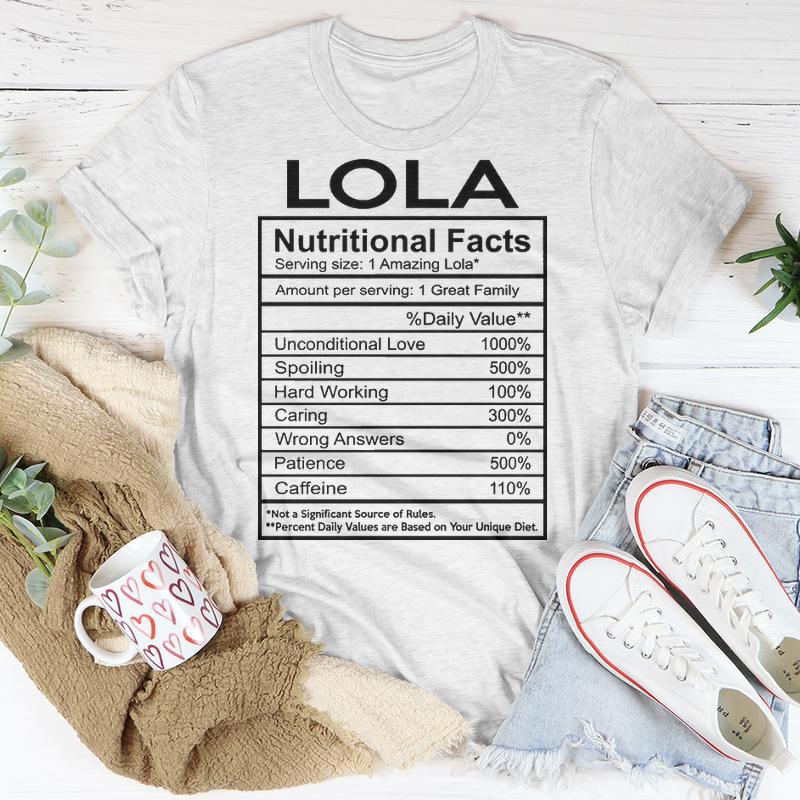 LOLA
Nutritional Facts
Serving size: 1 Amazing Lola*
Amount per serving: 1 Great Family
%Daily Value**
Unconditional Love 1000%
Spoiling 500%
Hard Working 100%
Caring 300%
Wrong Answers 0%
Patience 500%
Caffeine 110%
*Not a Significant Source of Rules.
**Percent Daily Values are Based on Your Unique Diet.